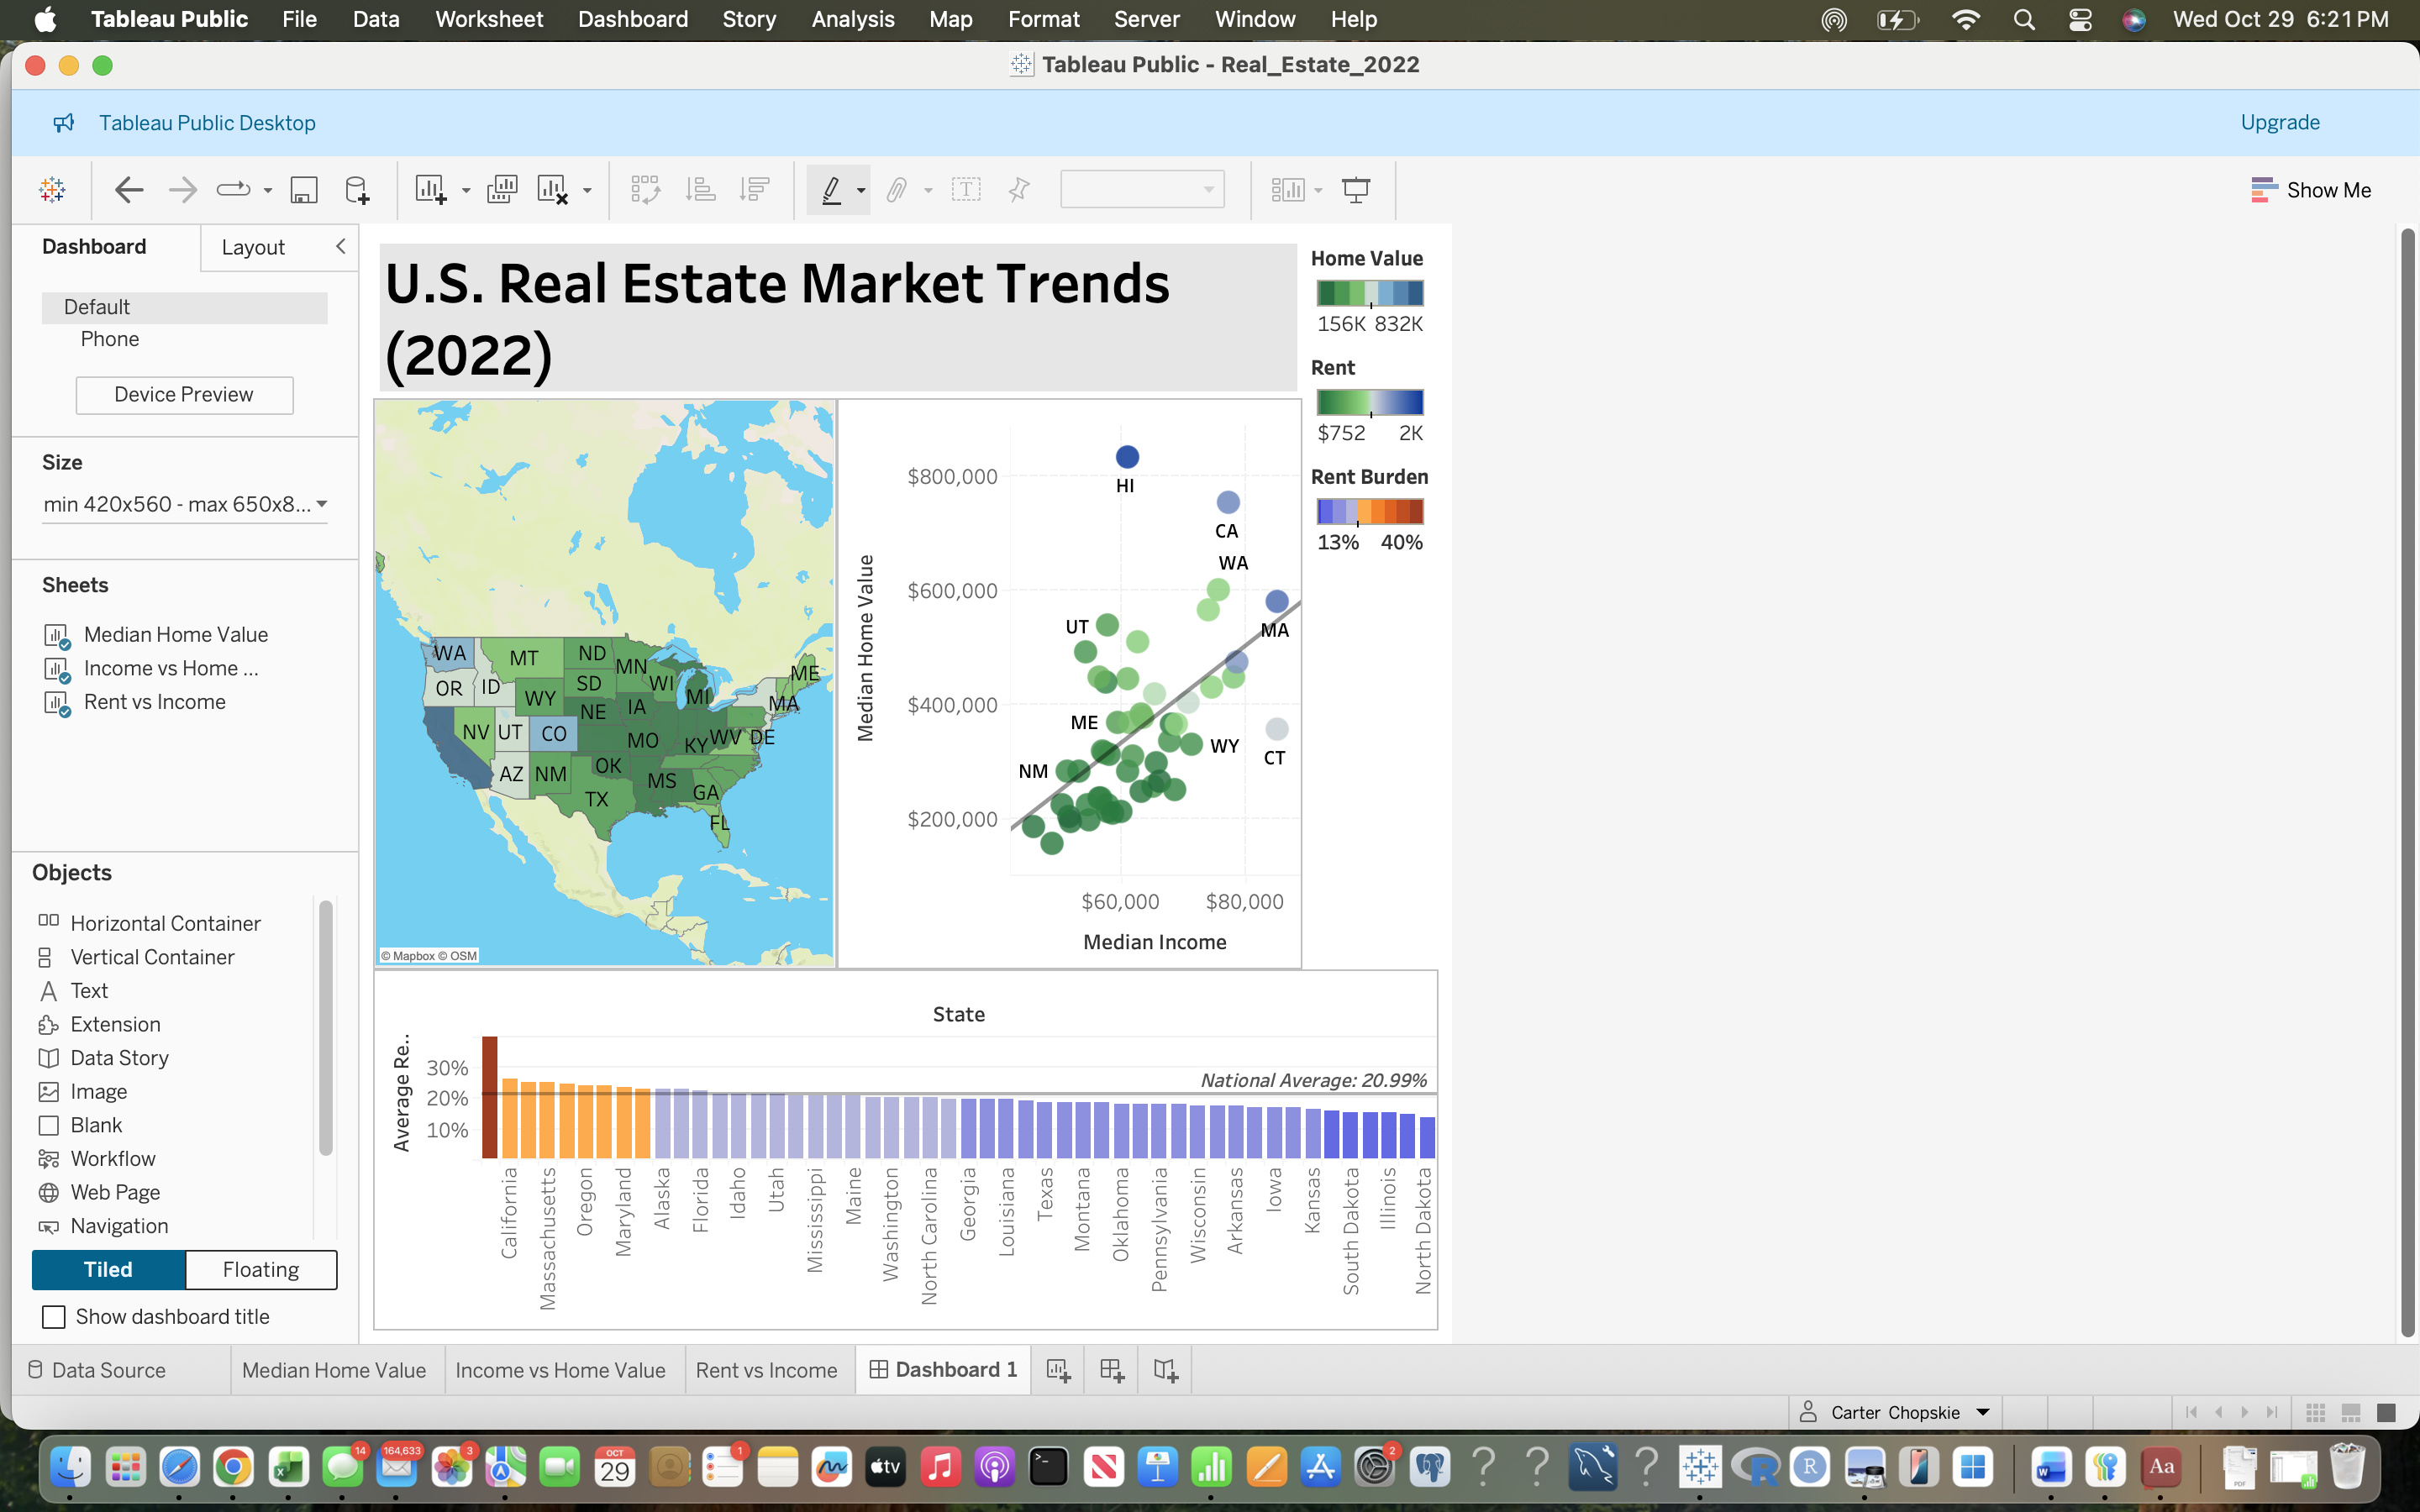 Tableau Public File Data Worksheet Dashboard Story Analysis Map Format Server Window Help Wed Oct 29 6:21 PM
Tableau Public - Real_Estate_2022
Tableau Public Desktop Upgrade
Show Me
Dashboard Layout
Default
Phone
Device Preview
Size
min 420x560 - max 650x8...
Sheets
Median Home Value
Income vs Home ...
Rent vs Income
Objects
Horizontal Container
Vertical Container
Text
Extension
Data Story
Image
Blank
Workflow
Web Page
Navigation
Tiled Floating
Show dashboard title
U.S. Real Estate Market Trends
(2022)
Home Value
156K 832K
Rent
$752 2K
Rent Burden
13% 40%
WA MT ND MN ME
OR ID SD WI MI
WY NE IA MA
NV UT CO MO KY WV DE
AZ NM OK MS
TX GA
FL
© Mapbox © OSM
Median Home Value
$800,000
$600,000
$400,000
$200,000
HI
CA
WA
UT
MA
ME
WY
CT
NM
$60,000 $80,000
Median Income
State
Average Re..
30%
20%
10%
National Average: 20.99%
California
Massachusetts
Oregon
Maryland
Alaska
Florida
Idaho
Utah
Mississippi
Maine
Washington
North Carolina
Georgia
Louisiana
Texas
Montana
Oklahoma
Pennsylvania
Wisconsin
Arkansas
Iowa
Kansas
South Dakota
Illinois
North Dakota
Data Source Median Home Value Income vs Home Value Rent vs Income Dashboard 1
Carter Chopskie
14 164,633 3 OCT 29 1 tv 2 Aa